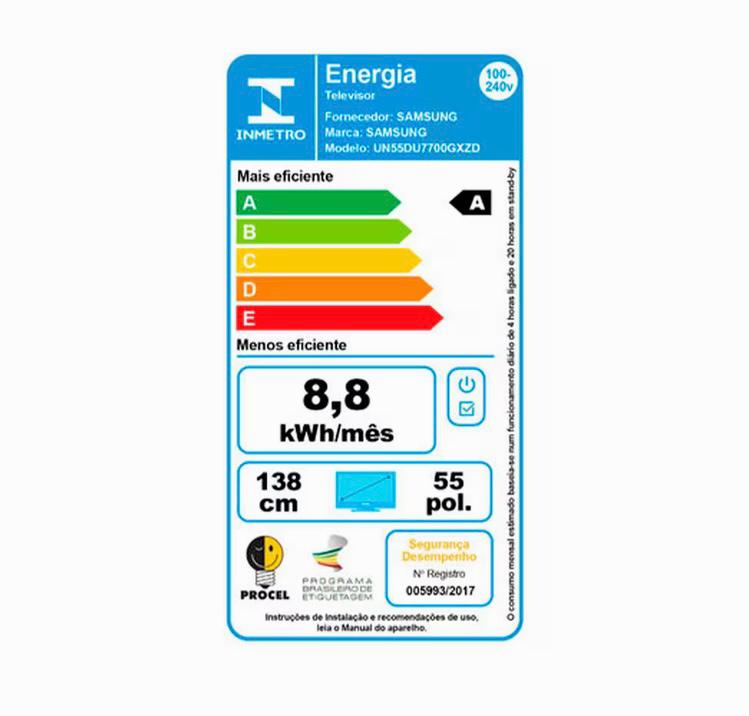 INMETRO
Energia
Televisor
Fornecedor: SAMSUNG
Marca: SAMSUNG
Modelo: UN55DU7700GXZD
100-
240v
Mais eficiente
A
A
B
C
D
E
Menos eficiente
8,8
kWh/mês
138
cm
55
pol.
PROCEL
PROGRAMA
BRASILEIRO DE
ETIQUETAGEM
Segurança
Desempenho
Nº Registro
005993/2017
Instruções de instalação e recomendações de uso,
leia o Manual do aparelho.
O consumo mensal estimado baseia-se num funcionamento diário de 4 horas ligado e 20 horas em stand-by